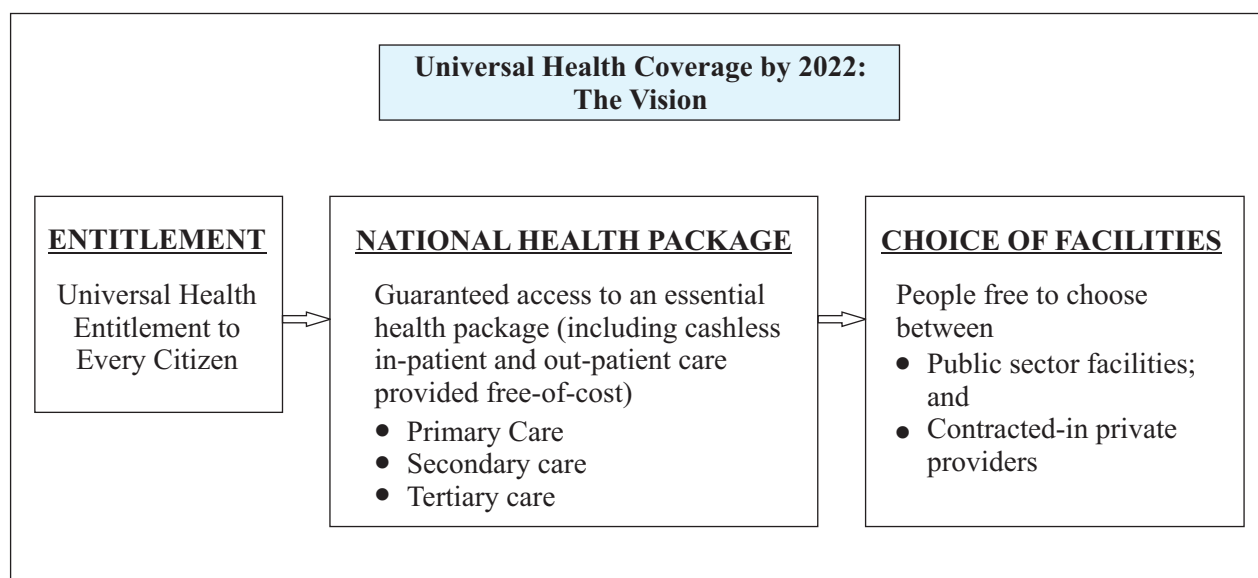 Universal Health Coverage by 2022:
The Vision
ENTITLEMENT
Universal Health
Entitlement to
Every Citizen
NATIONAL HEALTH PACKAGE
Guaranteed access to an essential
health package (including cashless
in-patient and out-patient care
provided free-of-cost)
● Primary Care
● Secondary care
● Tertiary care
CHOICE OF FACILITIES
People free to choose
between
● Public sector facilities;
and
● Contracted-in private
providers